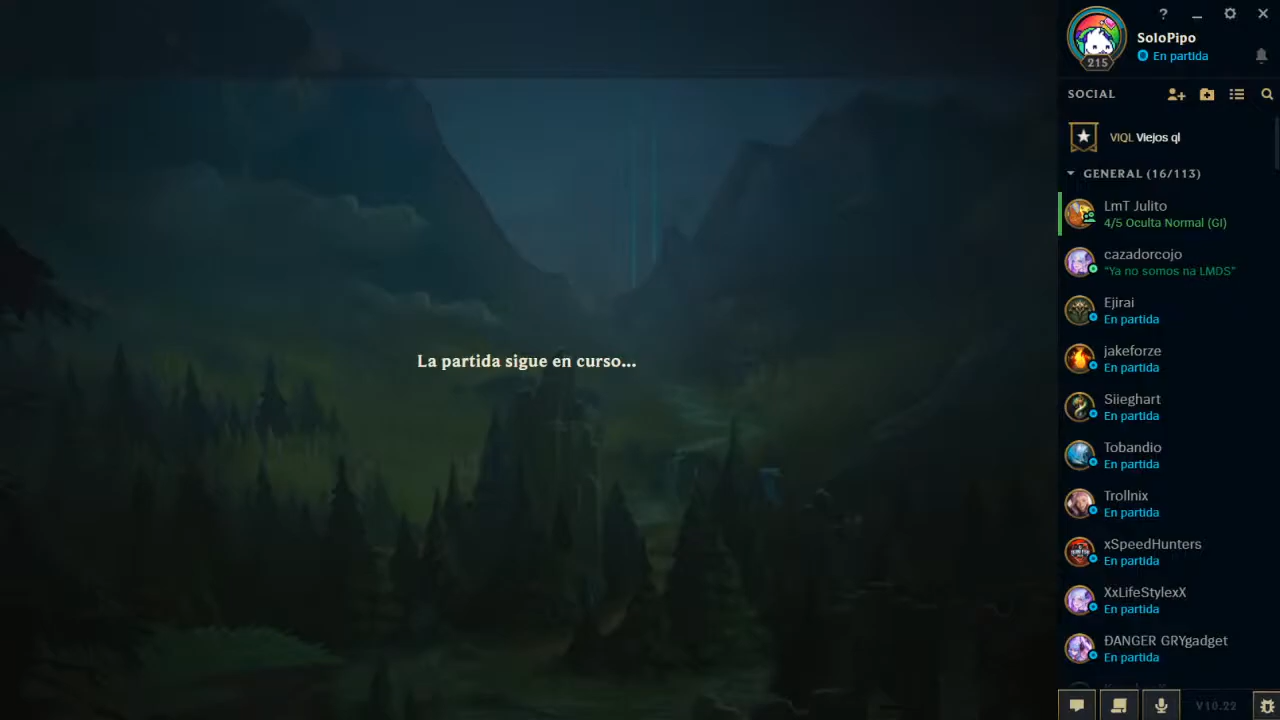 SoloPipo
215
En partida
SOCIAL
VIQL Viejos ql
GENERAL (16/113)
LmT Julito
4/5 Oculta Normal (GI)
cazadorcojo
"Ya no somos na LMDS"
Ejirai
En partida
La partida sigue en curso...
jakeforze
En partida
Siieghart
En partida
Tobandio
En partida
Trollnix
En partida
xSpeedHunters
En partida
XxLifeStylexX
En partida
ĐANGER GRYgadget
En partida
V10.22